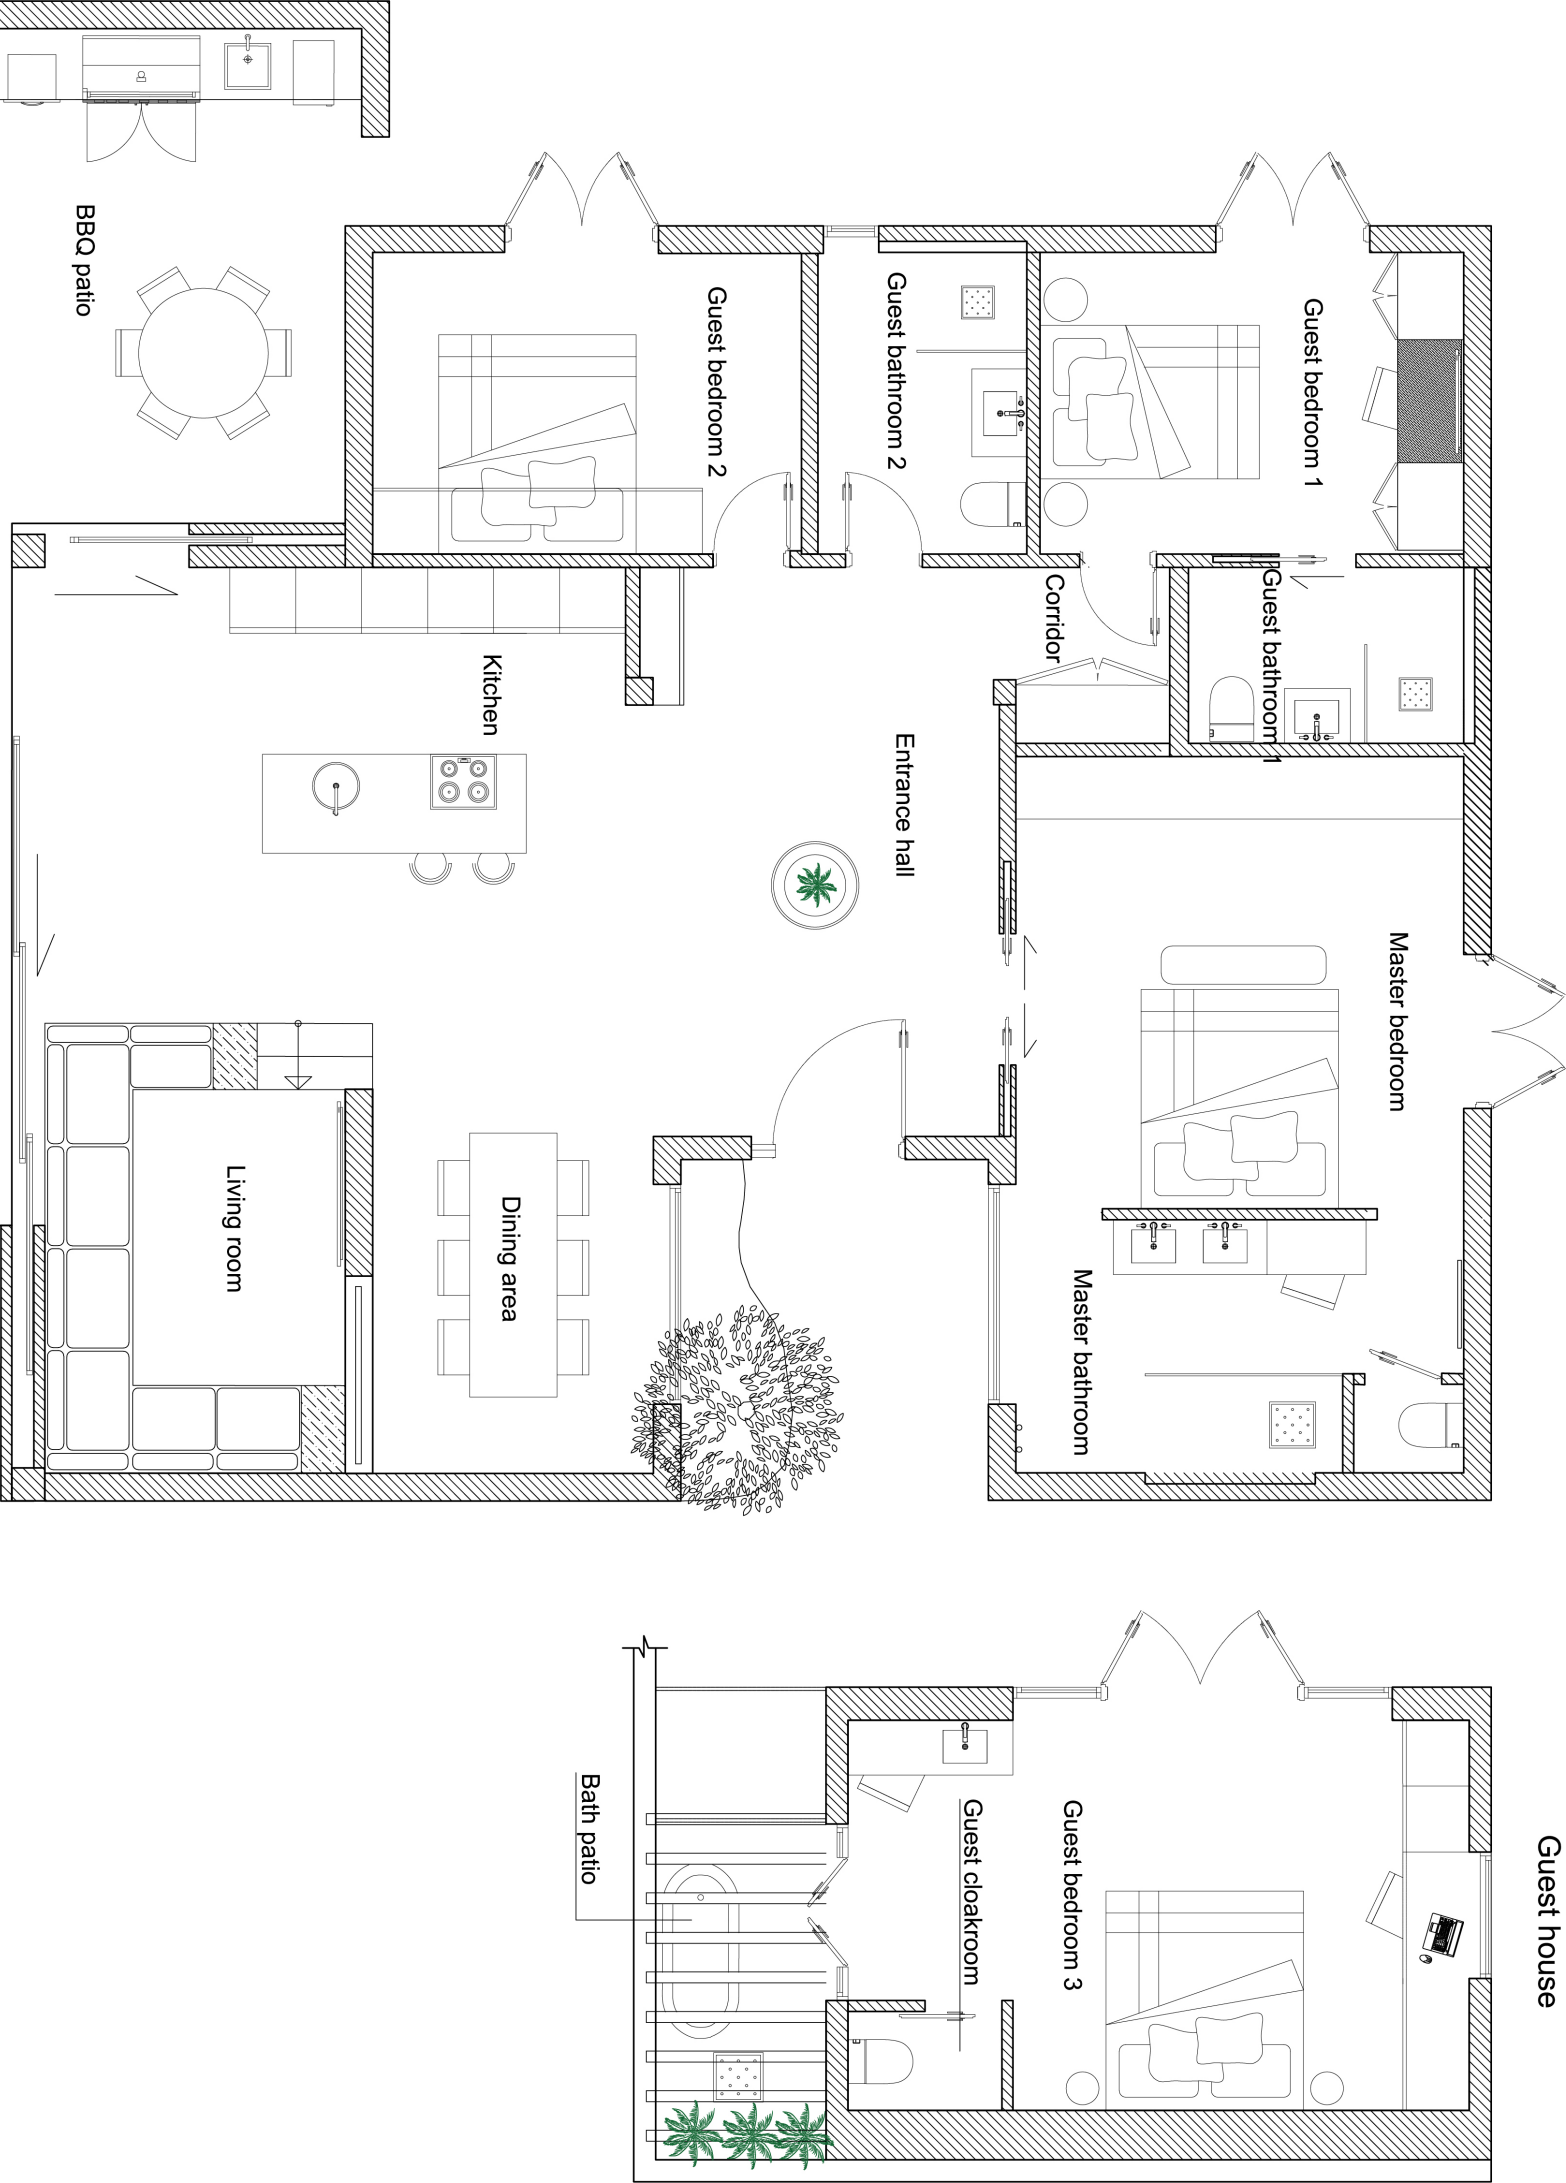 Guest house
Guest bedroom 1
Guest bathroom 1
Master bedroom
Master bathroom
Corridor
Guest bathroom 2
Entrance hall
Guest bedroom 2
Kitchen
Dining area
Living room
BBQ patio
Guest bedroom 3
Guest cloakroom
Bath patio